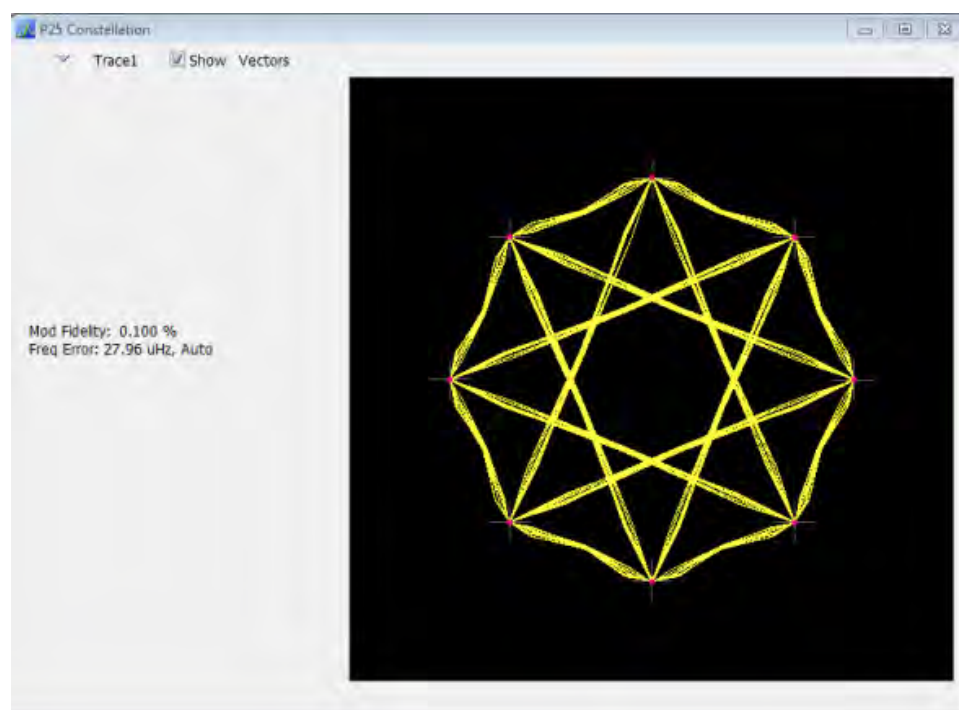 P25 Constellation
Trace1 Show Vectors
Mod Fidelity: 0.100 %
Freq Error: 27.96 uHz, Auto